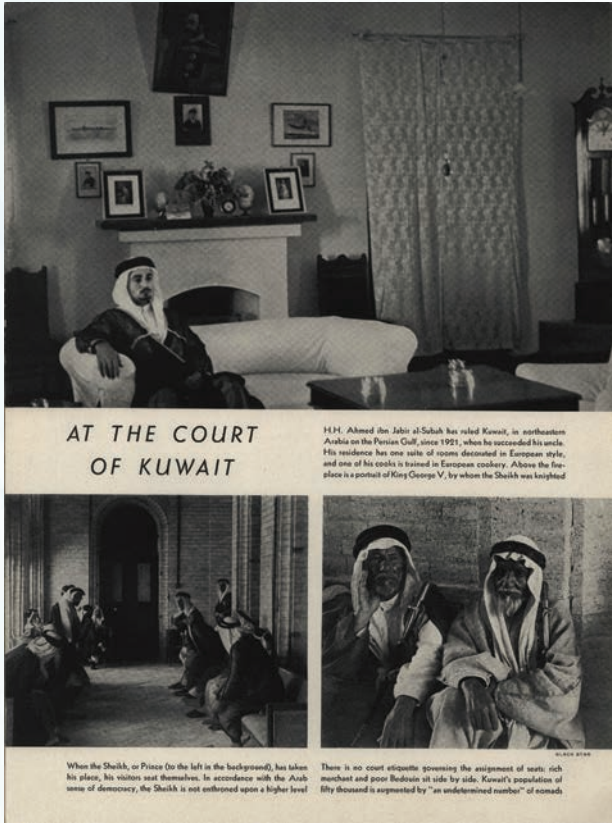 AT THE COURT
OF KUWAIT
H.H. Ahmed ibn Jabir al-Subah has ruled Kuwait, in northeastern
Arabia on the Persian Gulf, since 1921, when he succeeded his uncle.
His residence has one suite of rooms decorated in European style,
and one of his cooks is trained in European cookery. Above the fire-
place is a portrait of King George V, by whom the Sheikh was knighted
BLACK STAR
When the Sheikh, or Prince (to the left in the background), has taken
his place, his visitors seat themselves. In accordance with the Arab
sense of democracy, the Sheikh is not enthroned upon a higher level
There is no court etiquette governing the assignment of seats: rich
merchant and poor Bedouin sit side by side. Kuwait's population of
fifty thousand is augmented by "an undetermined number" of nomads